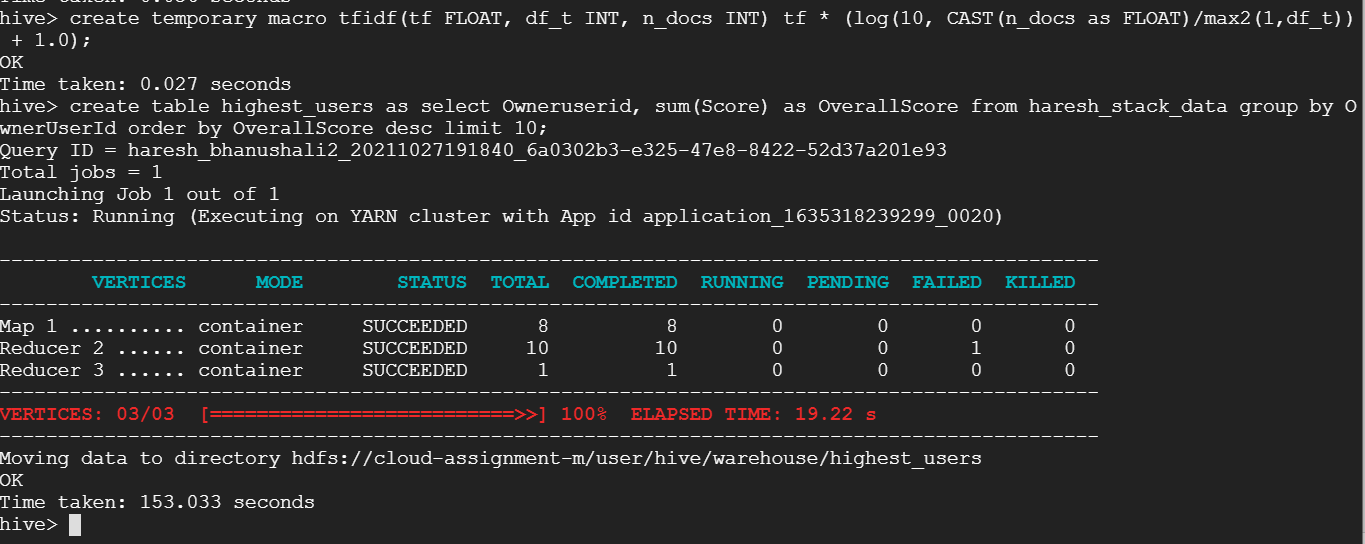 Time taken: 0.030 seconds
hive> create temporary macro tfidf(tf FLOAT, df_t INT, n_docs INT) tf * (log(10, CAST(n_docs as FLOAT)/max2(1,df_t))
 + 1.0);
OK
Time taken: 0.027 seconds
hive> create table highest_users as select Owneruserid, sum(Score) as OverallScore from haresh_stack_data group by O
wnerUserId order by OverallScore desc limit 10;
Query ID = haresh_bhanushali2_20211027191840_6a0302b3-e325-47e8-8422-52d37a201e93
Total jobs = 1
Launching Job 1 out of 1
Status: Running (Executing on YARN cluster with App id application_1635318239299_0020)
----------------------------------------------------------------------------------------------
        VERTICES      MODE        STATUS  TOTAL  COMPLETED  RUNNING  PENDING  FAILED  KILLED
----------------------------------------------------------------------------------------------
Map 1 .......... container     SUCCEEDED      8          8        0        0       0       0
Reducer 2 ...... container     SUCCEEDED     10         10        0        0       1       0
Reducer 3 ...... container     SUCCEEDED      1          1        0        0       0       0
----------------------------------------------------------------------------------------------
VERTICES: 03/03  [==========================>>] 100%  ELAPSED TIME: 19.22 s
----------------------------------------------------------------------------------------------
Moving data to directory hdfs://cloud-assignment-m/user/hive/warehouse/highest_users
OK
Time taken: 153.033 seconds
hive>